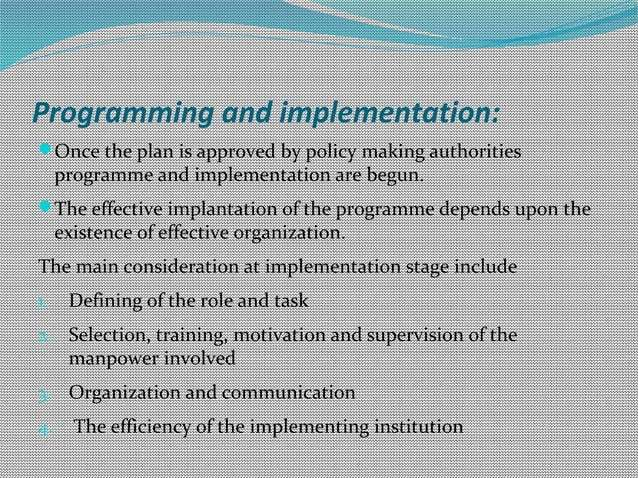 Programming and implementation:
Once the plan is approved by policy making authorities
programme and implementation are begun.
The effective implantation of the programme depends upon the
existence of effective organization.
The main consideration at implementation stage include
1. Defining of the role and task
2. Selection, training, motivation and supervision of the
manpower involved
3. Organization and communication
4. The efficiency of the implementing institution